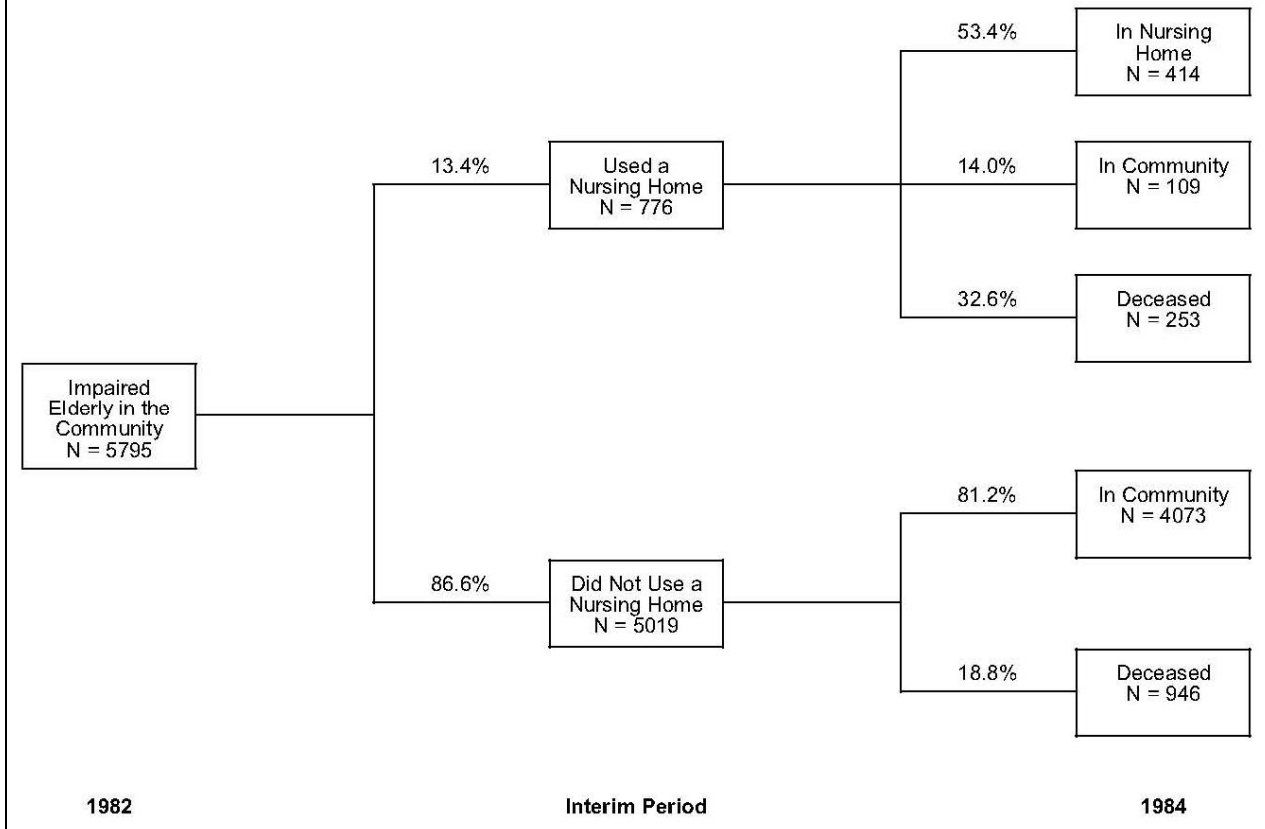 53.4%
In Nursing
Home
N = 414
13.4%
Used a
Nursing Home
N = 776
14.0%
In Community
N = 109
32.6%
Deceased
N = 253
Impaired
Elderly in the
Community
N = 5795
81.2%
In Community
N = 4073
86.6%
Did Not Use a
Nursing Home
N = 5019
18.8%
Deceased
N = 946
1982
Interim Period
1984